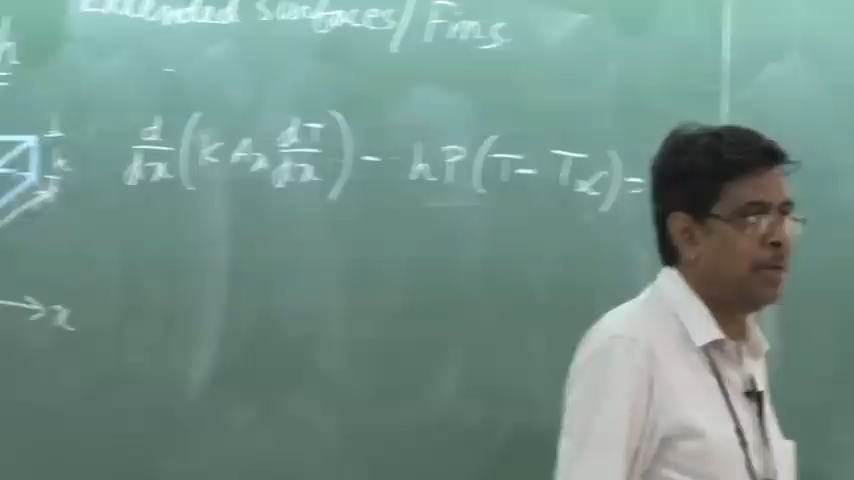 Extended surfaces/Fins
h
d/dx (K Ax dT/dx) - hP(T - T∞) =
x